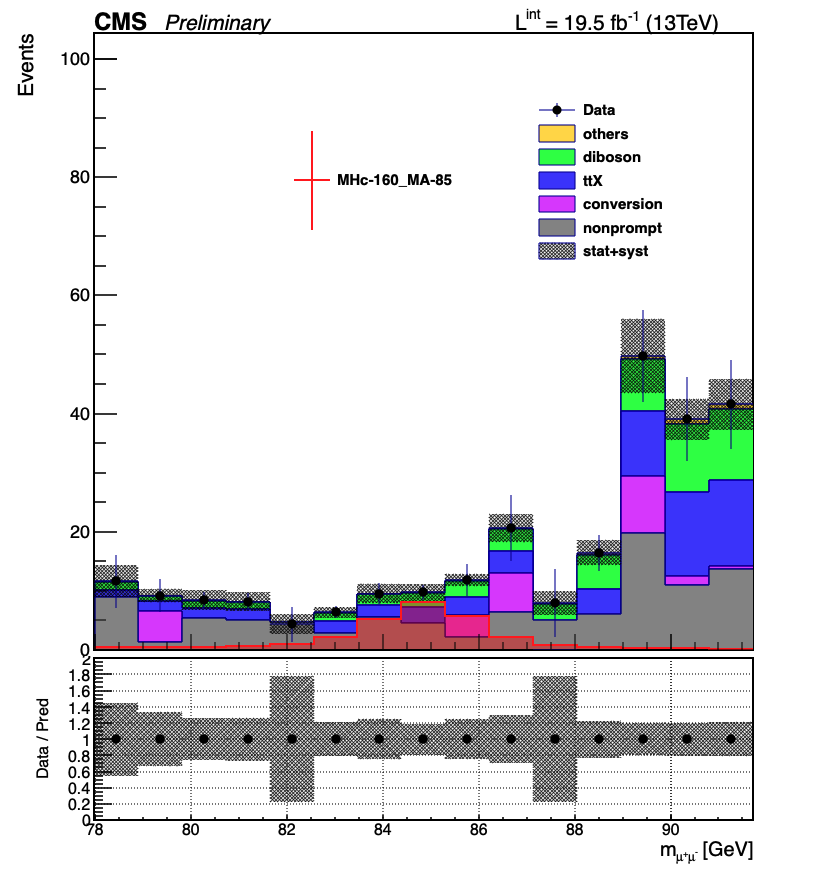 CMS Preliminary L^int = 19.5 fb^-1 (13TeV)
Events
100
80
60
40
20
0
MHc-160_MA-85
Data
others
diboson
ttX
conversion
nonprompt
stat+syst
Data / Pred
2
1.8
1.6
1.4
1.2
1
0.8
0.6
0.4
0.2
0
78 80 82 84 86 88 90
m_μ+μ- [GeV]